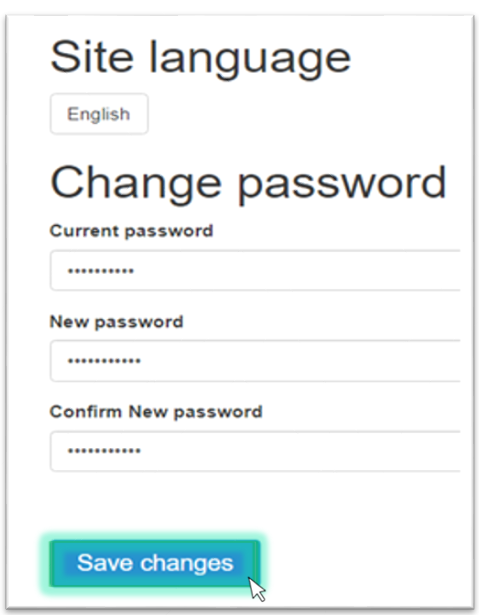 Site language
English
Change password
Current password
••••••••••
New password
•••••••••••
Confirm New password
•••••••••••
Save changes